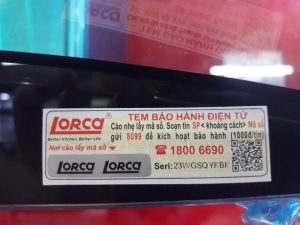 LORCA
Better Kitchen, Better Life
TEM BẢO HÀNH ĐIỆN TỬ
Cào nhẹ lấy mã số. Soạn tin SP< khoảng cách> Mã số
gửi 8099 để kích hoạt bảo hành (1000đ/tin)
Nơi cào lấy mã số
1800 6690
LORCA LORCA
Seri: 23WGSQYKBK